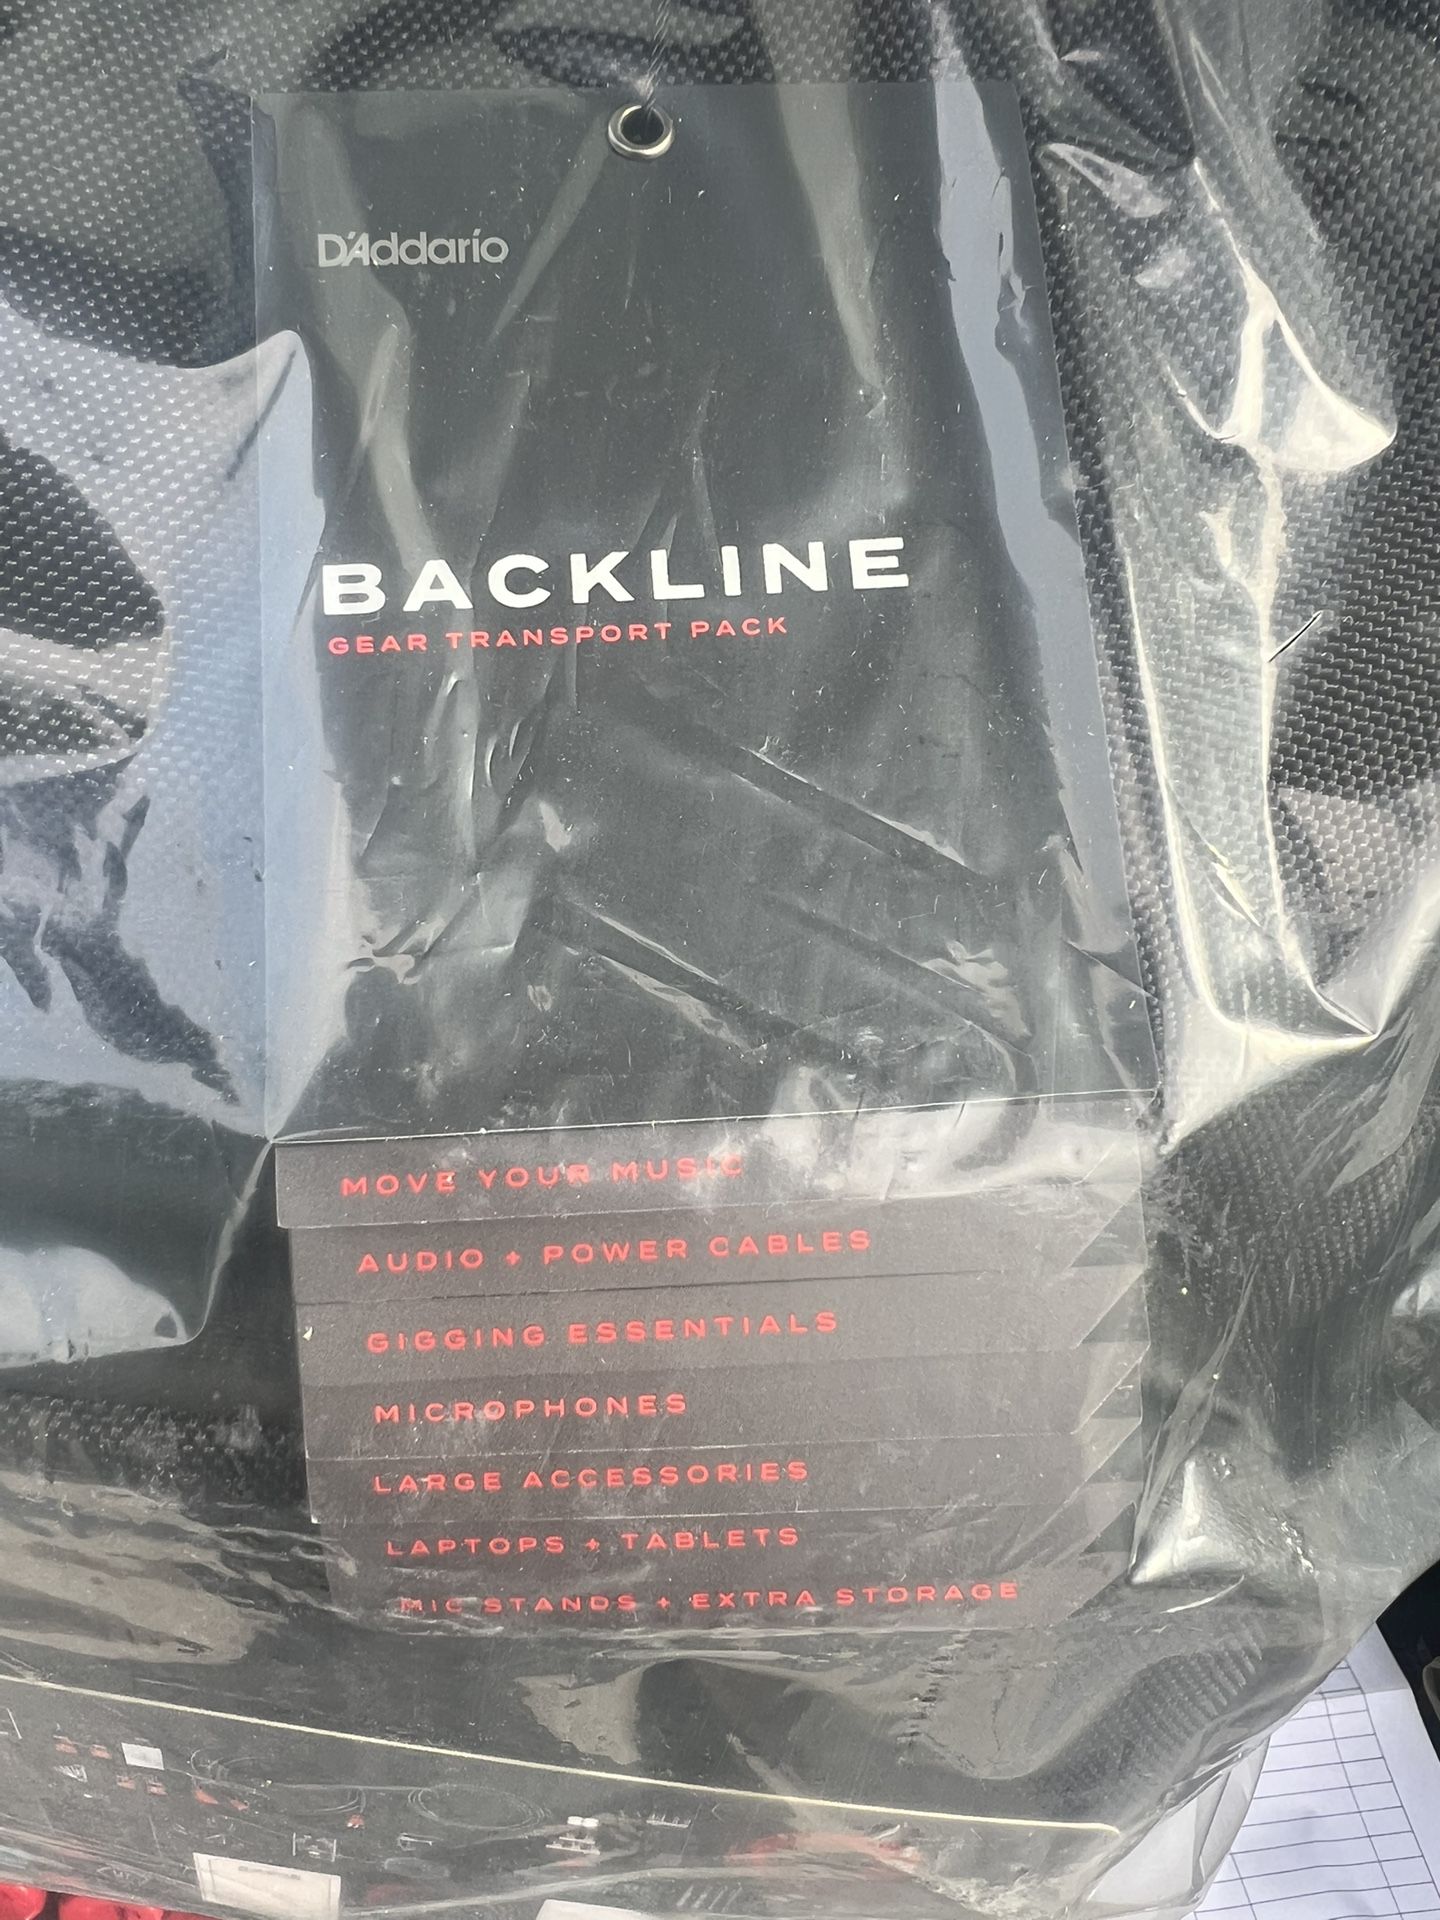 D'Addario
BACKLINE
GEAR TRANSPORT PACK
MOVE YOUR MUSIC
AUDIO + POWER CABLES
GIGGING ESSENTIALS
MICROPHONES
LARGE ACCESSORIES
LAPTOPS + TABLETS
MIC STANDS + EXTRA STORAGE